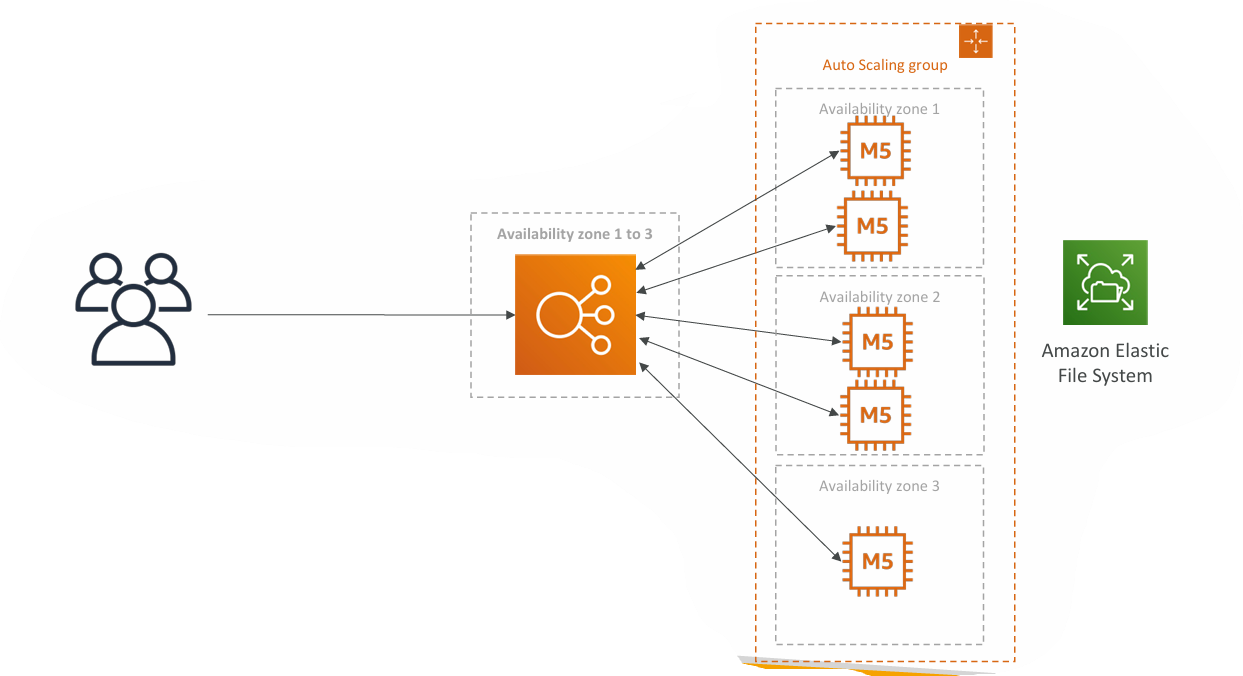 Auto Scaling group
Availability zone 1
M5
M5
Availability zone 1 to 3
Availability zone 2
M5
M5
Amazon Elastic
File System
Availability zone 3
M5